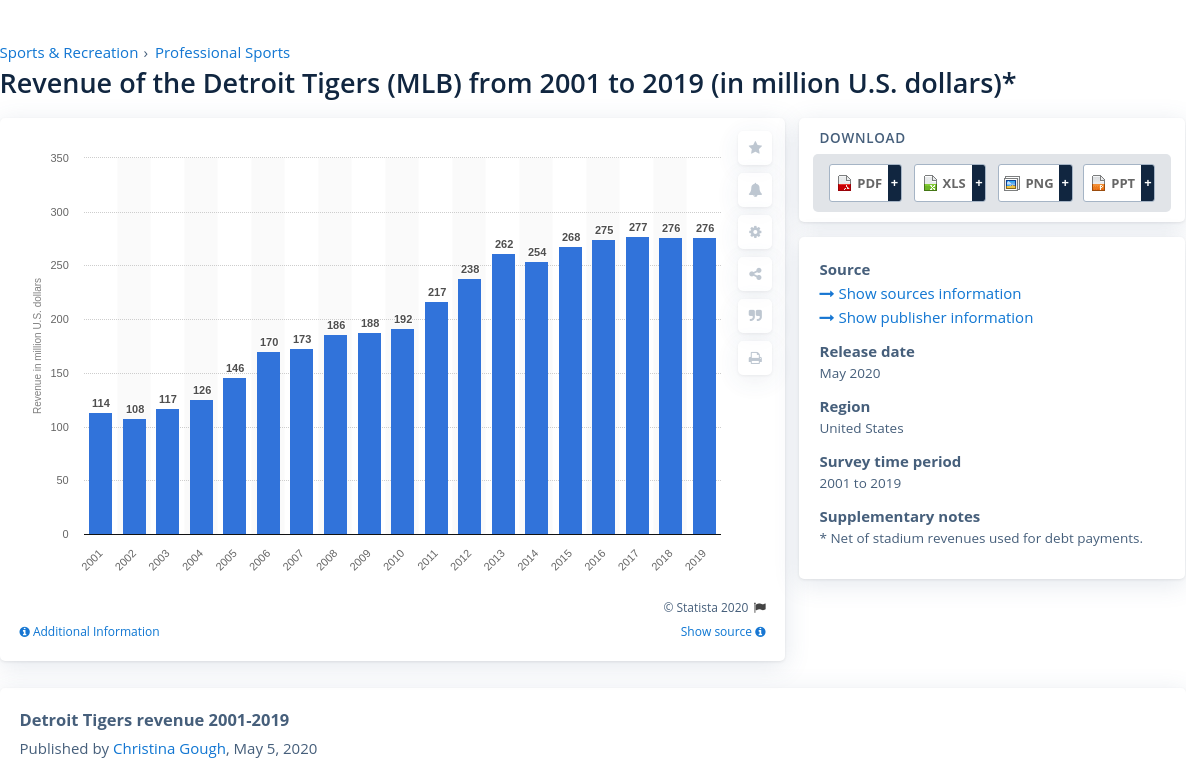 Sports & Recreation › Professional Sports
Revenue of the Detroit Tigers (MLB) from 2001 to 2019 (in million U.S. dollars)*
Revenue in million U.S. dollars
350
300
250
200
150
100
50
0
114
108
117
126
146
170
173
186
188
192
217
238
262
254
268
275
277
276
276
2001
2002
2003
2004
2005
2006
2007
2008
2009
2010
2011
2012
2013
2014
2015
2016
2017
2018
2019
© Statista 2020
Additional Information
Show source
DOWNLOAD
PDF + XLS + PNG + PPT +
Source
Show sources information
Show publisher information
Release date
May 2020
Region
United States
Survey time period
2001 to 2019
Supplementary notes
* Net of stadium revenues used for debt payments.
Detroit Tigers revenue 2001-2019
Published by Christina Gough, May 5, 2020